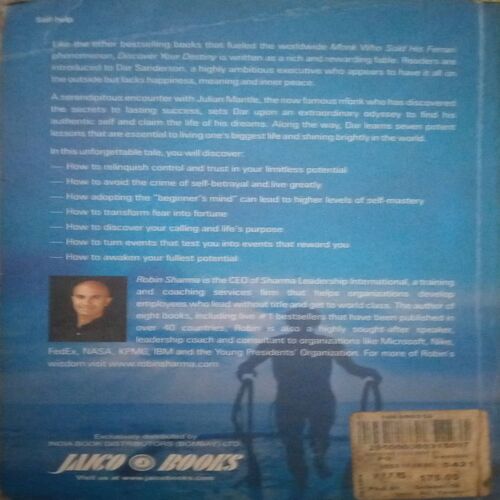 Self-help
Like the other bestselling books that fueled the worldwide Monk Who Sold His Ferrari
phenomenon, Discover Your Destiny is written as a rich and rewarding fable. Readers are
introduced to Dar Sanderson, a highly ambitious executive who appears to have it all on
the outside but lacks happiness, meaning and inner peace.
A serendipitous encounter with Julian Mantle, the now famous monk who has discovered
the secrets to lasting success, sets Dar upon an extraordinary odyssey to find his
authentic self and claim the life of his dreams. Along the way, Dar learns seven potent
lessons that are essential to living one's biggest life and shining brightly in the world.
In this unforgettable tale, you will discover:
— How to relinquish control and trust in your limitless potential
— How to avoid the crime of self-betrayal and live greatly
— How adopting the "beginner's mind" can lead to higher levels of self-mastery
— How to transform fear into fortune
— How to discover your calling and life's purpose
— How to turn events that test you into events that reward you
— How to awaken your fullest potential
Robin Sharma is the CEO of Sharma Leadership International, a training
and coaching services firm that helps organizations develop
employees who lead without title and get to world class. The author of
eight books, including five #1 bestsellers that have been published in
over 40 countries, Robin is also a highly sought-after speaker,
leadership coach and consultant to organizations like Microsoft, Nike,
FedEx, NASA, KPMG, IBM and the Young Presidents' Organization. For more of Robin's
wisdom visit www.robinsharma.com
Exclusively distributed by
INDIA BOOK DISTRIBUTORS (BOMBAY) LTD.
JAICO BOOKS
Visit us at www.jaicobooks.com
175.00